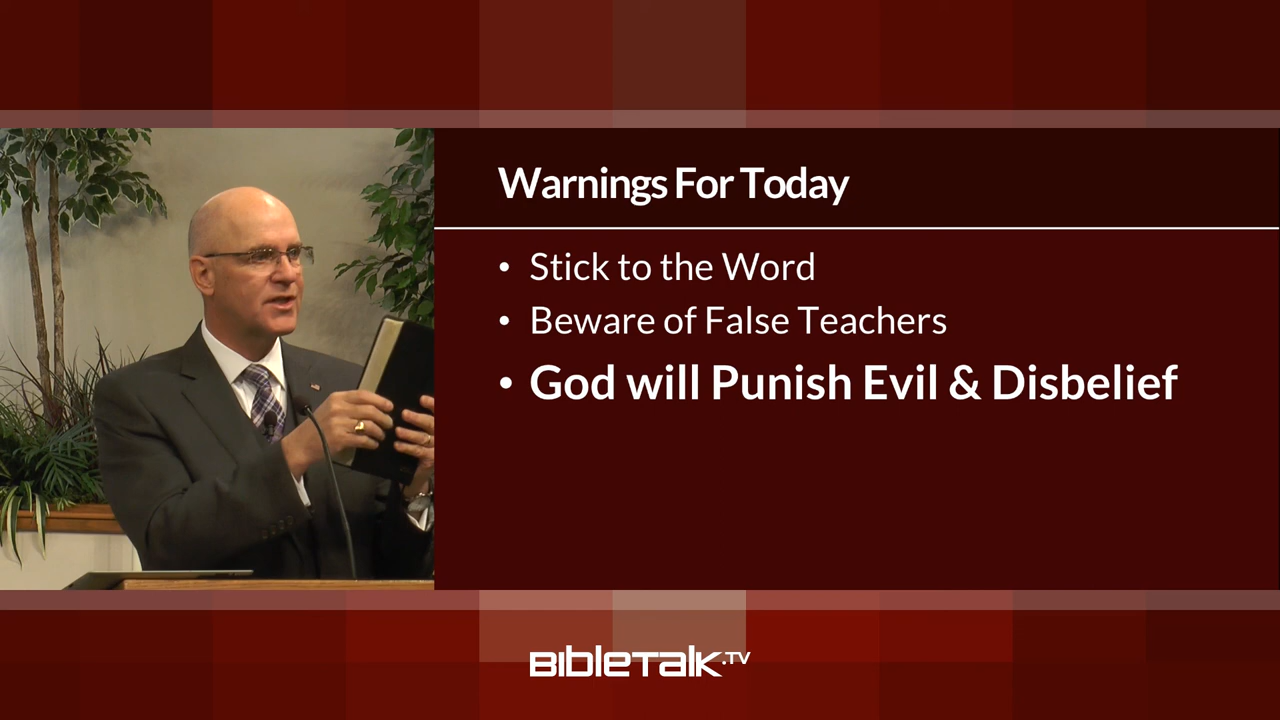 Warnings For Today
• Stick to the Word
• Beware of False Teachers
• God will Punish Evil & Disbelief
BIBLETALK.TV